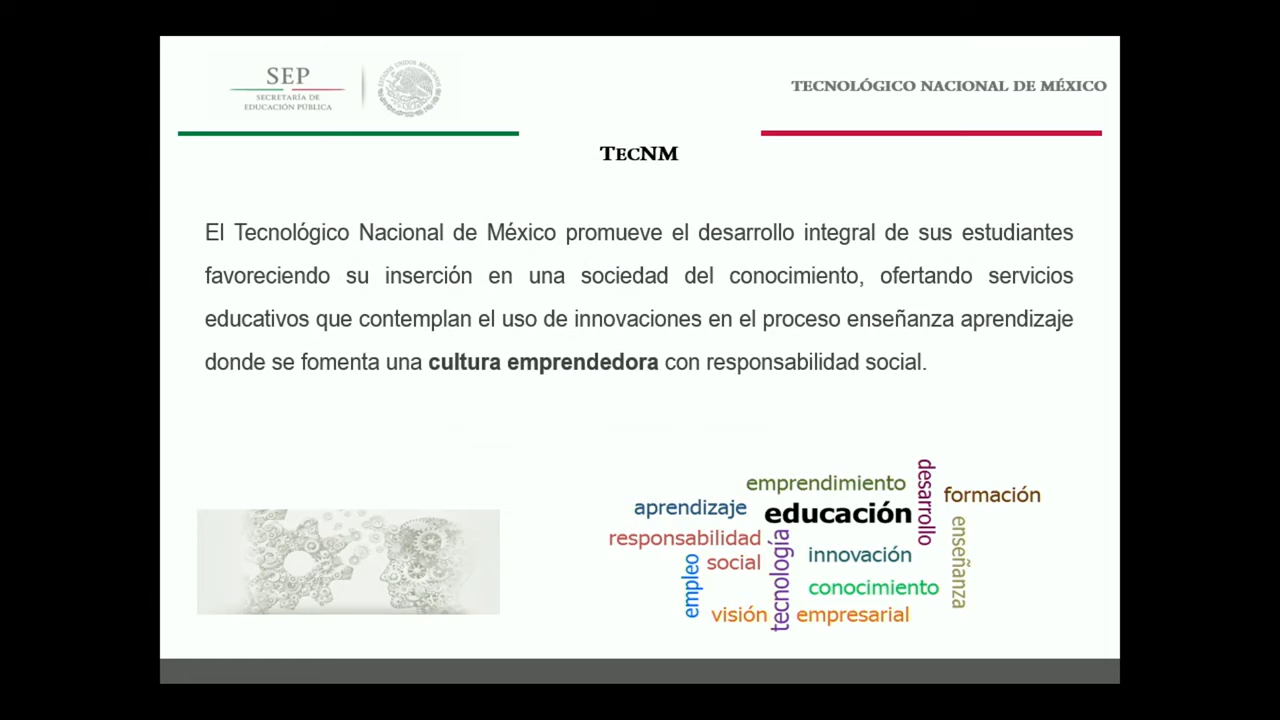 SEP
SECRETARÍA DE
EDUCACIÓN PÚBLICA
ESTADOS UNIDOS MEXICANOS
TECNOLÓGICO NACIONAL DE MÉXICO
TECNM
El Tecnológico Nacional de México promueve el desarrollo integral de sus estudiantes
favoreciendo su inserción en una sociedad del conocimiento, ofertando servicios
educativos que contemplan el uso de innovaciones en el proceso enseñanza aprendizaje
donde se fomenta una cultura emprendedora con responsabilidad social.
emprendimiento
desarrollo
formación
aprendizaje
educación
responsabilidad
social
tecnología
innovación
enseñanza
empleo
conocimiento
visión
empresarial